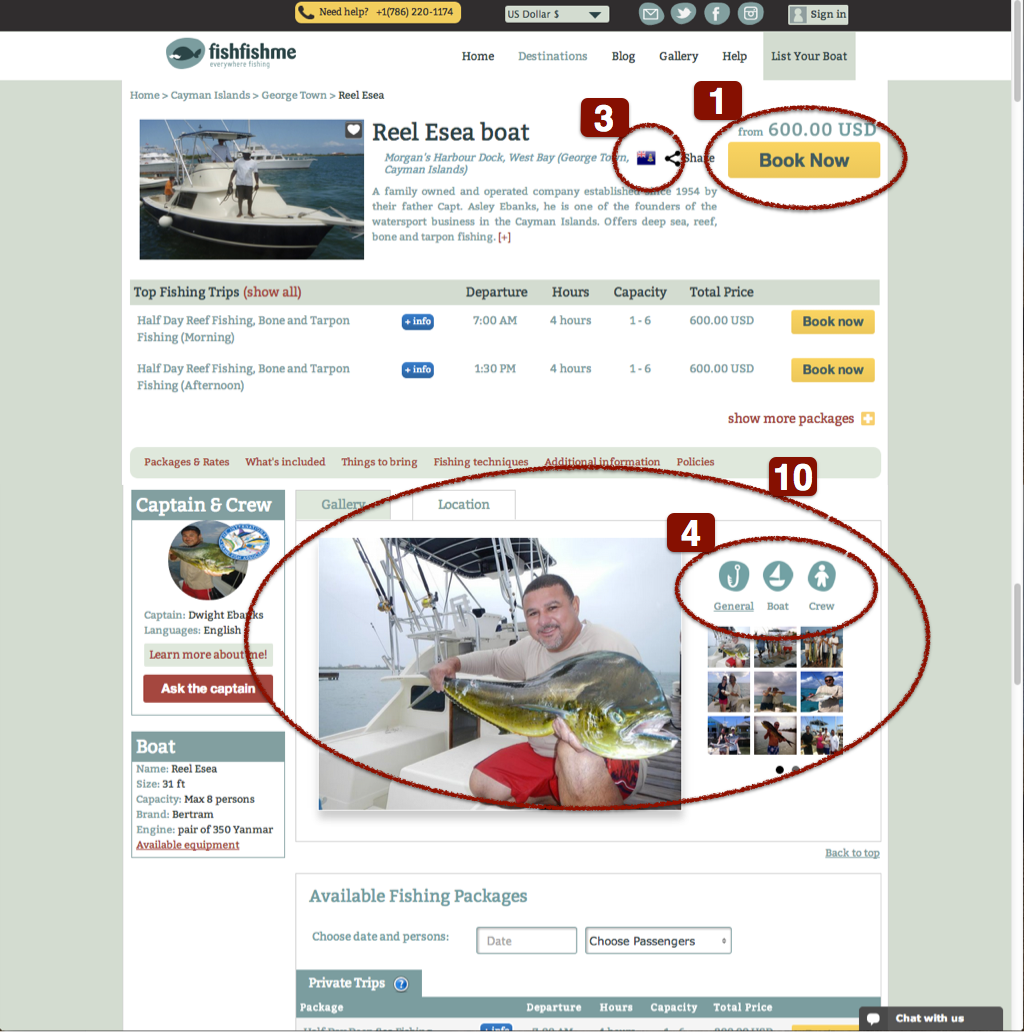 Need help? +1(786) 220-1174
US Dollar $
Sign in
fishfishme
everywhere fishing
Home
Destinations
Blog
Gallery
Help
List Your Boat
Home > Cayman Islands > George Town > Reel Esea
1
3
from 600.00 USD
Book Now
Reel Esea boat
Morgan's Harbour Dock, West Bay (George Town,
Cayman Islands)
Share
A family owned and operated company established since 1954 by
their father Capt. Asley Ebanks, he is one of the founders of the
watersport business in the Cayman Islands. Offers deep sea, reef,
bone and tarpon fishing. [+]
Top Fishing Trips (show all) Departure Hours Capacity Total Price
Half Day Reef Fishing, Bone and Tarpon + info 7:00 AM 4 hours 1 - 6 600.00 USD Book now
Fishing (Morning)
Half Day Reef Fishing, Bone and Tarpon + info 1:30 PM 4 hours 1 - 6 600.00 USD Book now
Fishing (Afternoon)
show more packages
Packages & Rates What's included Things to bring Fishing techniques Additional information Policies
10
Captain & Crew
Captain: Dwight Ebanks
Languages: English
Learn more about me!
Ask the captain
Boat
Name: Reel Esea
Size: 31 ft
Capacity: Max 8 persons
Brand: Bertram
Engine: pair of 350 Yanmar
Available equipment
Gallery
Location
4
General
Boat
Crew
Back to top
Available Fishing Packages
Choose date and persons:
Date
Choose Passengers
Private Trips ?
Package Departure Hours Capacity Total Price
Chat with us